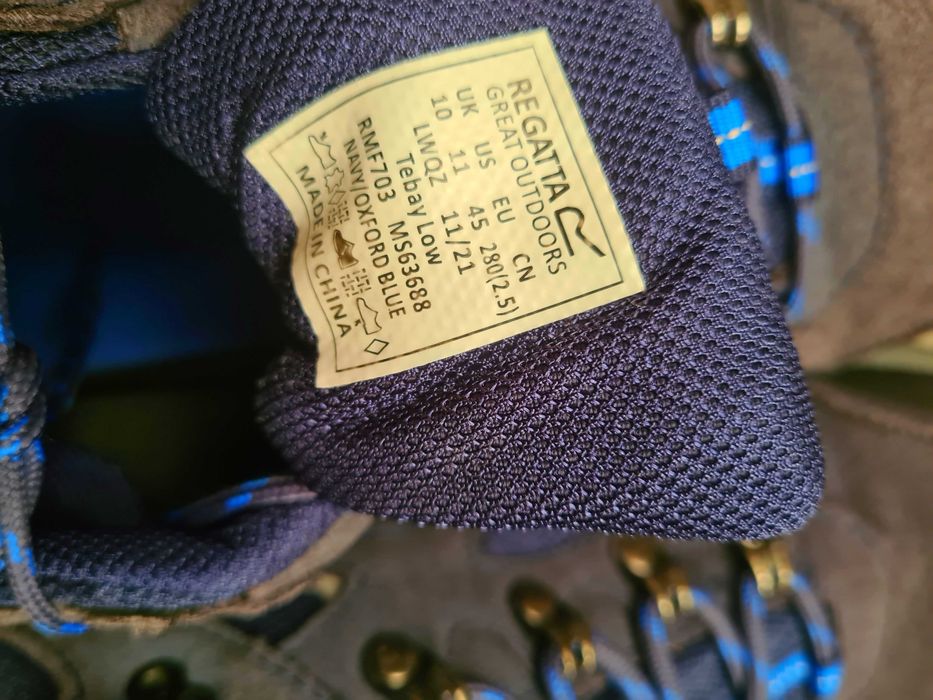 REGATTA
GREAT OUTDOORS
UK US EU CN
10 11 45 280(2.5)
LWQZ 11/21
Tebay Low
RMF703 MS63688
NAVY/OXFORD BLUE
MADE IN CHINA